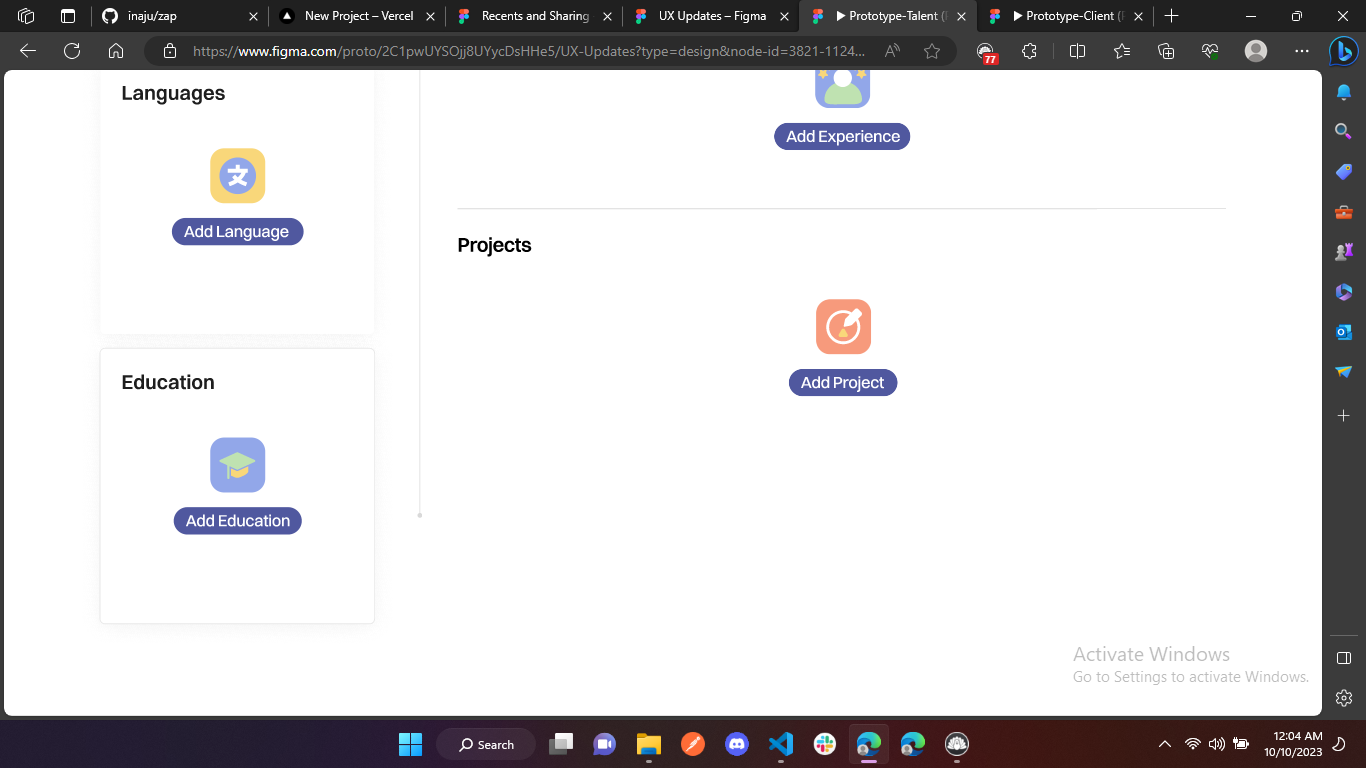 inaju/zap
New Project – Vercel
Recents and Sharing
UX Updates – Figma
Prototype-Talent (
Prototype-Client (
https://www.figma.com/proto/2C1pwUYSOjj8UYycDsHHe5/UX-Updates?type=design&node-id=3821-1124...
77
Languages
Add Language
Education
Add Education
Add Experience
Projects
Add Project
Activate Windows
Go to Settings to activate Windows.
Search
12:04 AM
10/10/2023